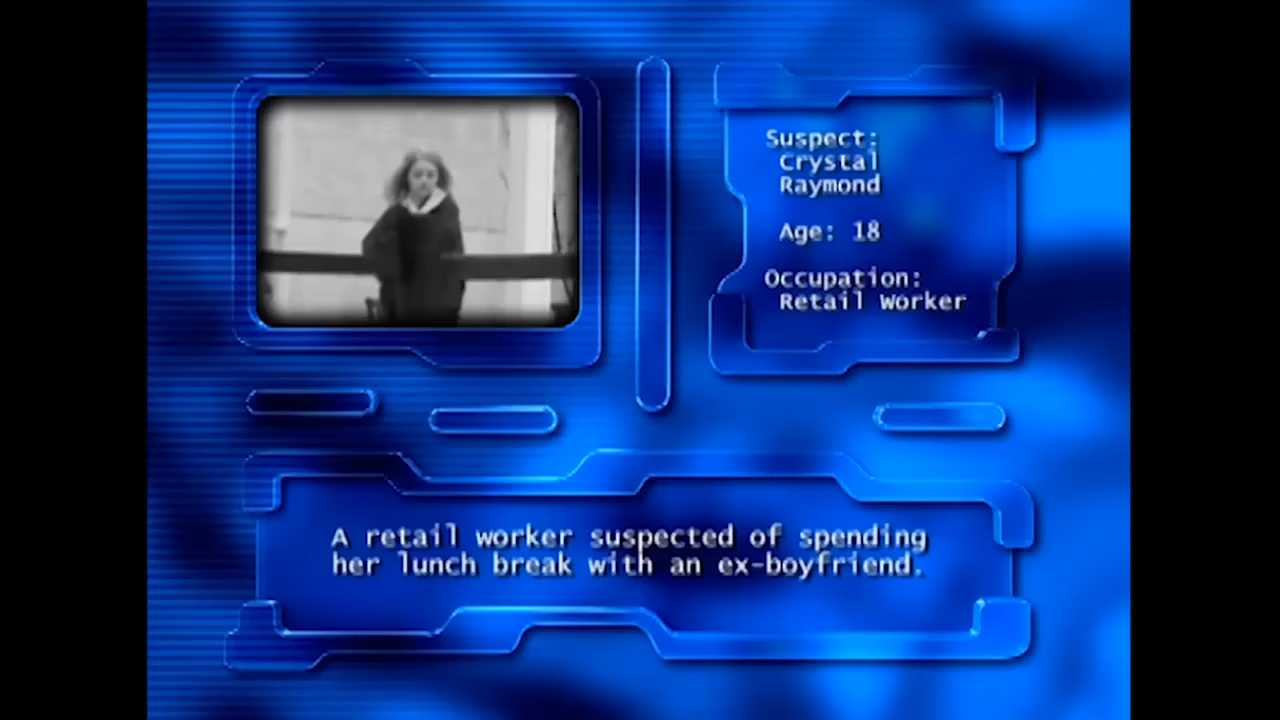 Suspect:
Crystal
Raymond
Age: 18
Occupation:
Retail Worker
A retail worker suspected of spending
her lunch break with an ex-boyfriend.